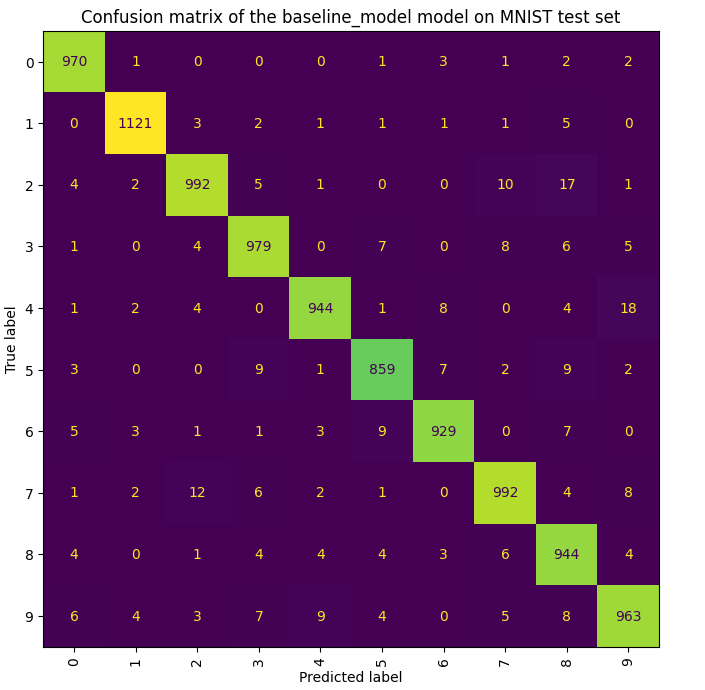 Confusion matrix of the baseline_model model on MNIST test set
0 970 1 0 0 0 1 3 1 2 2
1 0 1121 3 2 1 1 1 1 5 0
2 4 2 992 5 1 0 0 10 17 1
3 1 0 4 979 0 7 0 8 6 5
4 1 2 4 0 944 1 8 0 4 18
5 3 0 0 9 1 859 7 2 9 2
6 5 3 1 1 3 9 929 0 7 0
7 1 2 12 6 2 1 0 992 4 8
8 4 0 1 4 4 4 3 6 944 4
9 6 4 3 7 9 4 0 5 8 963
True label
0 1 2 3 4 5 6 7 8 9
Predicted label